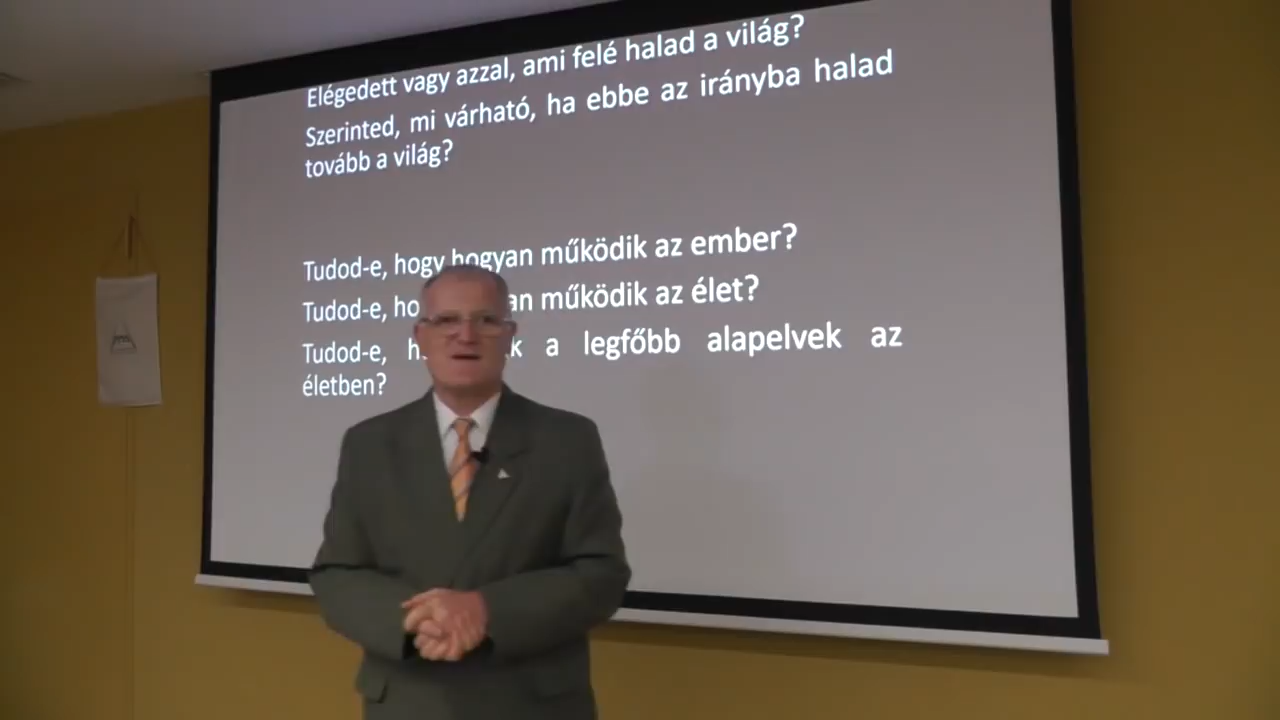 Elégedett vagy azzal, ami felé halad a világ?
Szerinted, mi várható, ha ebbe az irányba halad
tovább a világ?
Tudod-e, hogy hogyan működik az ember?
Tudod-e, működik az élet?
Tudod-e, a legfőbb alapelvek az
életben?